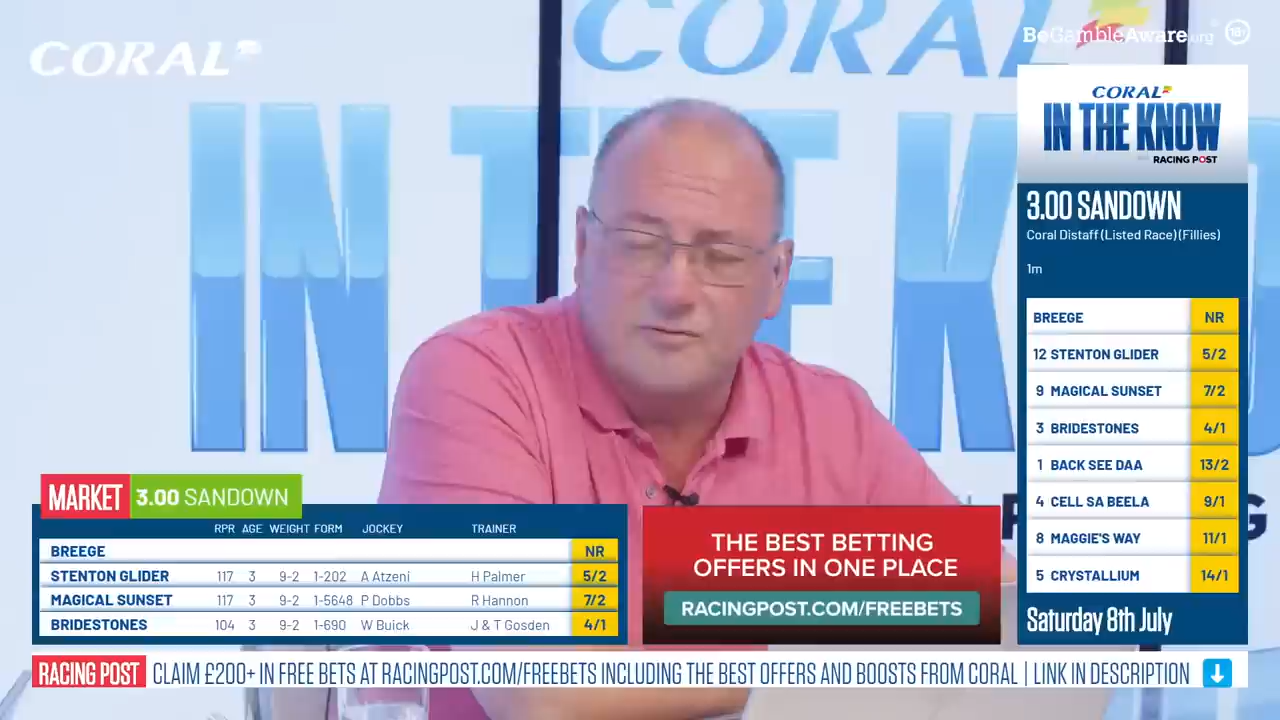 CORAL
CORAL
BeGambleAware.org 18+
IN THE K
CORAL
IN THE KNOW
RACING POST
3.00 SANDOWN
Coral Distaff (Listed Race) (Fillies)
1m
BREEGE NR
12 STENTON GLIDER 5/2
9 MAGICAL SUNSET 7/2
3 BRIDESTONES 4/1
1 BACK SEE DAA 13/2
4 CELL SA BEELA 9/1
8 MAGGIE'S WAY 11/1
5 CRYSTALLIUM 14/1
Saturday 8th July
MARKET 3.00 SANDOWN
RPR AGE WEIGHT FORM JOCKEY TRAINER
BREEGE NR
STENTON GLIDER 117 3 9-2 1-202 A Atzeni H Palmer 5/2
MAGICAL SUNSET 117 3 9-2 1-5648 P Dobbs R Hannon 7/2
BRIDESTONES 104 3 9-2 1-690 W Buick J & T Gosden 4/1
THE BEST BETTING
OFFERS IN ONE PLACE
RACINGPOST.COM/FREEBETS
RACING POST CLAIM £200+ IN FREE BETS AT RACINGPOST.COM/FREEBETS INCLUDING THE BEST OFFERS AND BOOSTS FROM CORAL | LINK IN DESCRIPTION